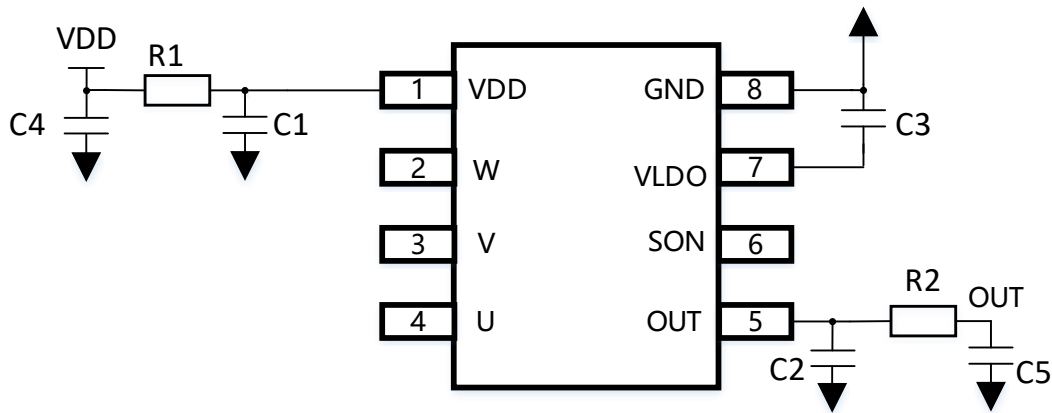 VDD
R1
C4
C1
1 VDD
2 W
3 V
4 U
GND 8
VLDO 7
SON 6
OUT 5
C3
R2
OUT
C2
C5